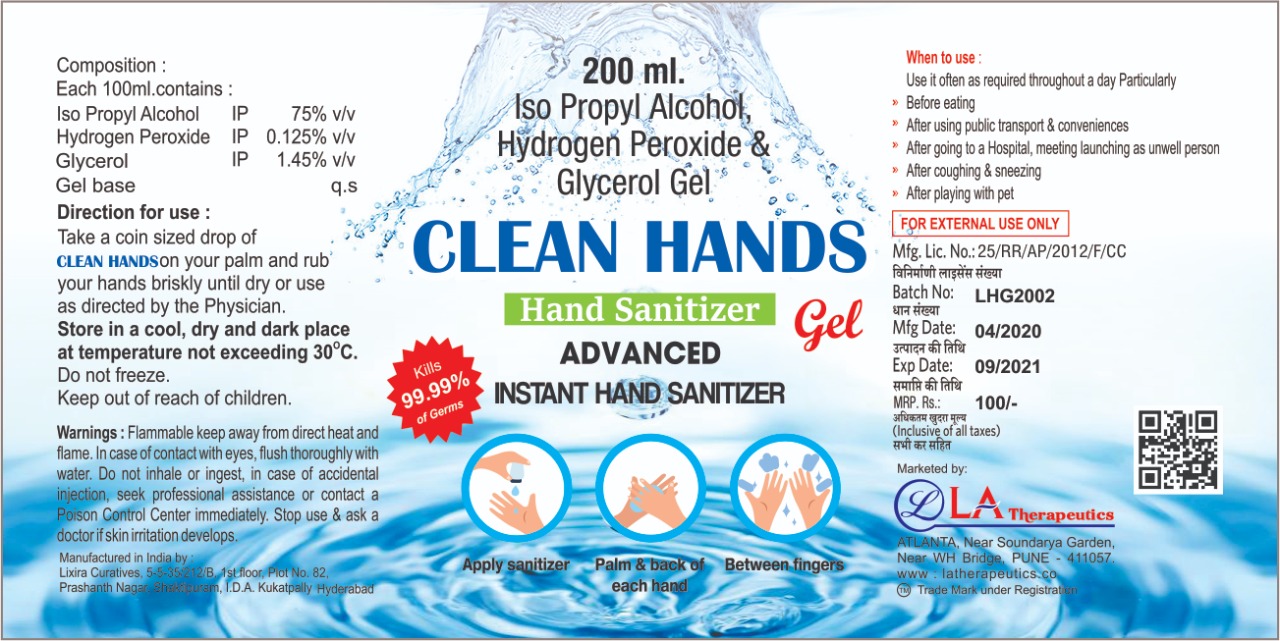 Composition :
Each 100ml.contains :
Iso Propyl Alcohol IP 75% v/v
Hydrogen Peroxide IP 0.125% v/v
Glycerol IP 1.45% v/v
Gel base q.s
Direction for use :
Take a coin sized drop of
CLEAN HANDS on your palm and rub
your hands briskly until dry or use
as directed by the Physician.
Store in a cool, dry and dark place
at temperature not exceeding 30°C.
Do not freeze.
Keep out of reach of children.
Warnings : Flammable keep away from direct heat and
flame. In case of contact with eyes, flush thoroughly with
water. Do not inhale or ingest, in case of accidental
injection, seek professional assistance or contact a
Poison Control Center immediately. Stop use & ask a
doctor if skin irritation develops.
Manufactured in India by :
Lixira Curatives, 5-5-35/212/B, 1st floor, Plot No. 82,
Prashanth Nagar, Shaktipuram, I.D.A. Kukatpally Hyderabad
200 ml.
Iso Propyl Alcohol,
Hydrogen Peroxide &
Glycerol Gel
CLEAN HANDS
Hand Sanitizer
Gel
ADVANCED
INSTANT HAND SANITIZER
Kills
99.99%
of Germs
Apply sanitizer
Palm & back of
each hand
Between fingers
When to use :
Use it often as required throughout a day Particularly
» Before eating
» After using public transport & conveniences
» After going to a Hospital, meeting launching as unwell person
» After coughing & sneezing
» After playing with pet
FOR EXTERNAL USE ONLY
Mfg. Lic. No.: 25/RR/AP/2012/F/CC
विनिर्माणी लाइसेंस संख्या
Batch No: LHG2002
धान संख्या
Mfg Date: 04/2020
उत्पादन की तिथि
Exp Date: 09/2021
समाप्ति की तिथि
MRP. Rs.: 100/-
अधिकतम खुदरा मूल्य
(Inclusive of all taxes)
सभी कर सहित
Marketed by:
L LA Therapeutics
ATLANTA, Near Soundarya Garden,
Near WH Bridge, PUNE - 411057.
www : latherapeutics.co
TM Trade Mark under Registration